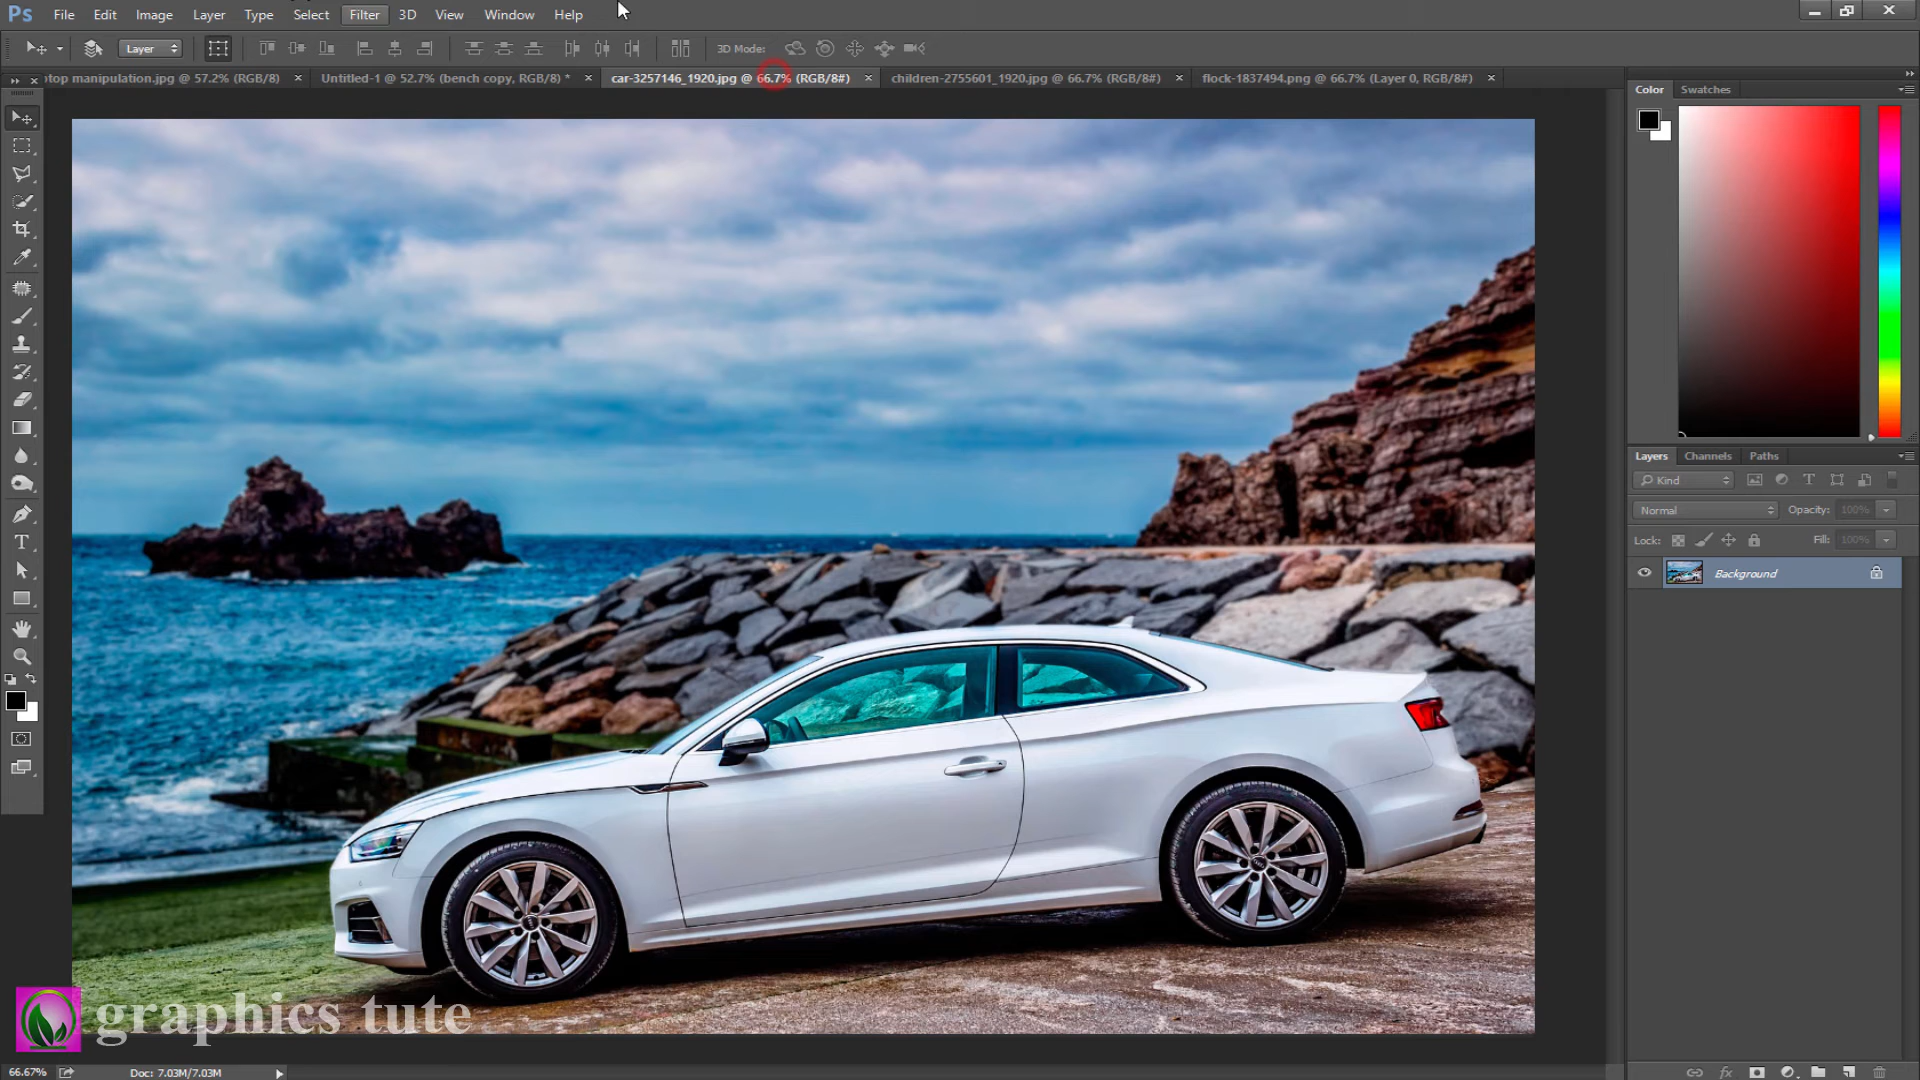 Ps File Edit Image Layer Type Select Filter 3D View Window Help
Layer 3D Mode:
top manipulation.jpg @ 57.2% (RGB/8) × Untitled-1 @ 52.7% (bench copy, RGB/8) * × car-3257146_1920.jpg @ 66.7% (RGB/8#) × children-2755601_1920.jpg @ 66.7% (RGB/8#) × flock-1837494.png @ 66.7% (Layer 0, RGB/8#) ×
Color Swatches
Layers Channels Paths
Kind
Normal Opacity: 100%
Lock: Fill: 100%
Background
graphics tute
66.67% Doc: 7.03M/7.03M